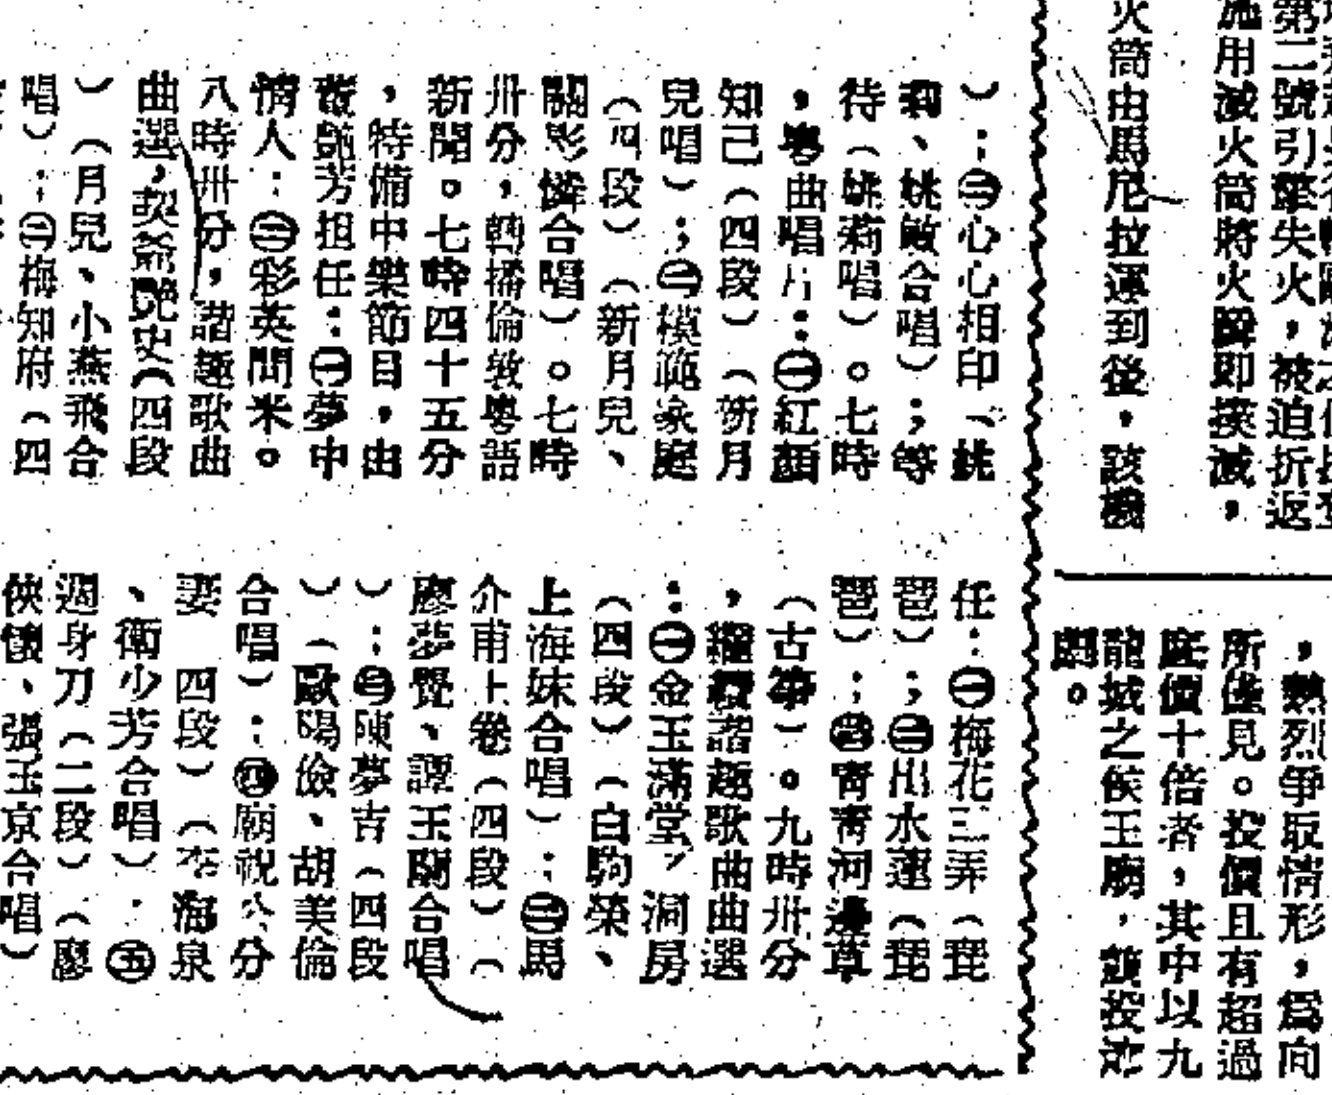 ）：㊂心心相印（姚
莉、姚敏合唱）；等
待（姚莉唱）。七時
，粵曲唱片：㊀紅顏
知己（四段）（新月
兒唱）；㊁模範家庭
（四段）（新月兒、
關影憐合唱）。七時
卅分，轉播倫敦粵語
新聞。七時四十五分
，特備中樂節目，由
艷芳担任：㊀夢中
情人：㊁彩英問米。
八時卅分，諧趣歌曲
曲選，契爺艷史（四段
）（月兒、小燕飛合
唱）；㊁梅知府（四
任：㊀梅花三弄（琵
琶）；㊁出水蓮（琵
琶）；㊂青青河邊草
（古箏）。九時卅分
，繼續諧趣歌曲曲選
：㊀金玉滿堂，洞房
（四段）（白駒榮、
上海妹合唱）：㊁馬
介甫上卷（四段）（
廖夢覺、譚玉蘭合唱
）：㊂陳夢吉（四段
）（歐陽儉、胡美倫
合唱）：㊃廟祝公分
妻　四段）（李海泉
、衛少芳合唱）：㊄
週身刀（二段）（廖
俠懷、張玉京合唱）
第二號引擎失火，被迫折返
施用滅火筒將火警即撲滅，
火筒由馬尼拉運到後，該機
，熱烈爭取情形，爲向
所僅見。投價且有超過
底價十倍者，其中以九
龍城之侯王廟，競投
劇。